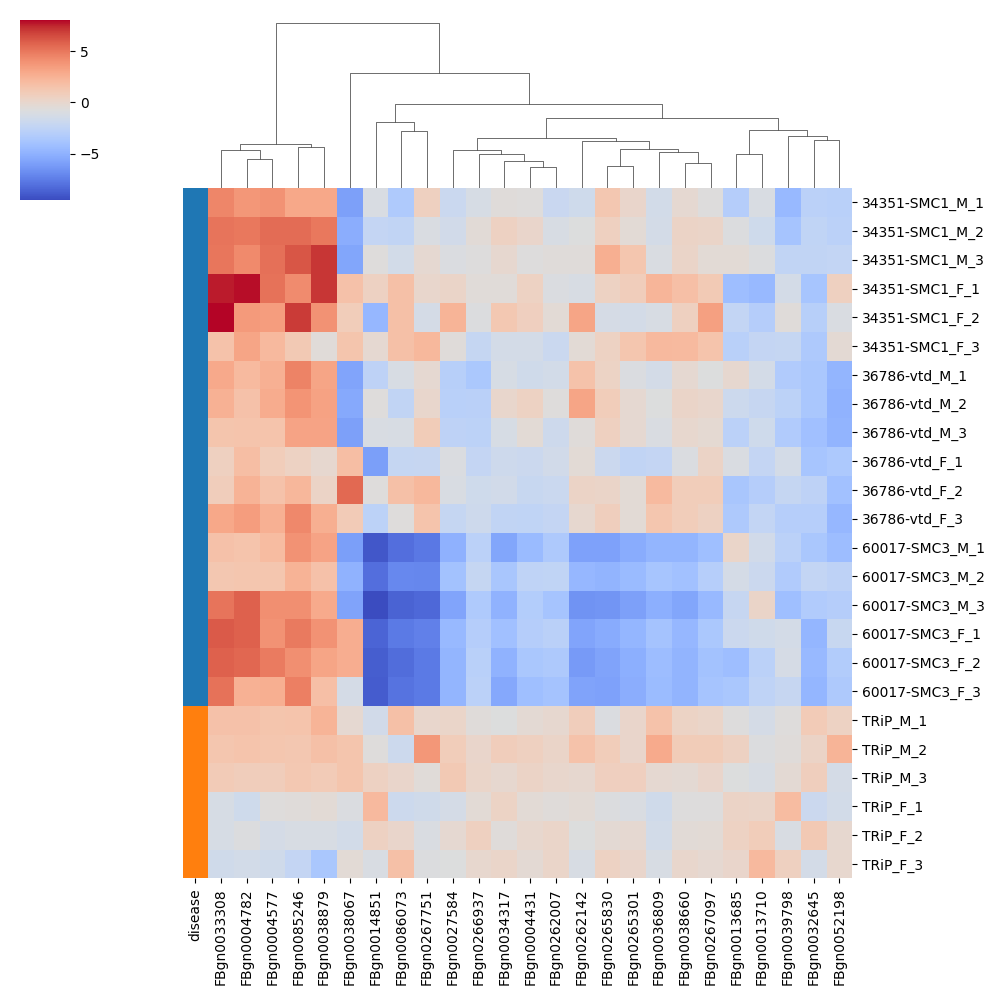 5
0
−5
34351-SMC1_M_1
34351-SMC1_M_2
34351-SMC1_M_3
34351-SMC1_F_1
34351-SMC1_F_2
34351-SMC1_F_3
36786-vtd_M_1
36786-vtd_M_2
36786-vtd_M_3
36786-vtd_F_1
36786-vtd_F_2
36786-vtd_F_3
60017-SMC3_M_1
60017-SMC3_M_2
60017-SMC3_M_3
60017-SMC3_F_1
60017-SMC3_F_2
60017-SMC3_F_3
TRiP_M_1
TRiP_M_2
TRiP_M_3
TRiP_F_1
TRiP_F_2
TRiP_F_3
disease
FBgn0033308
FBgn0004782
FBgn0004577
FBgn0085246
FBgn0038879
FBgn0038067
FBgn0014851
FBgn0086073
FBgn0267751
FBgn0027584
FBgn0266937
FBgn0034317
FBgn0004431
FBgn0262007
FBgn0262142
FBgn0265830
FBgn0265301
FBgn0036809
FBgn0038660
FBgn0267097
FBgn0013685
FBgn0013710
FBgn0039798
FBgn0032645
FBgn0052198